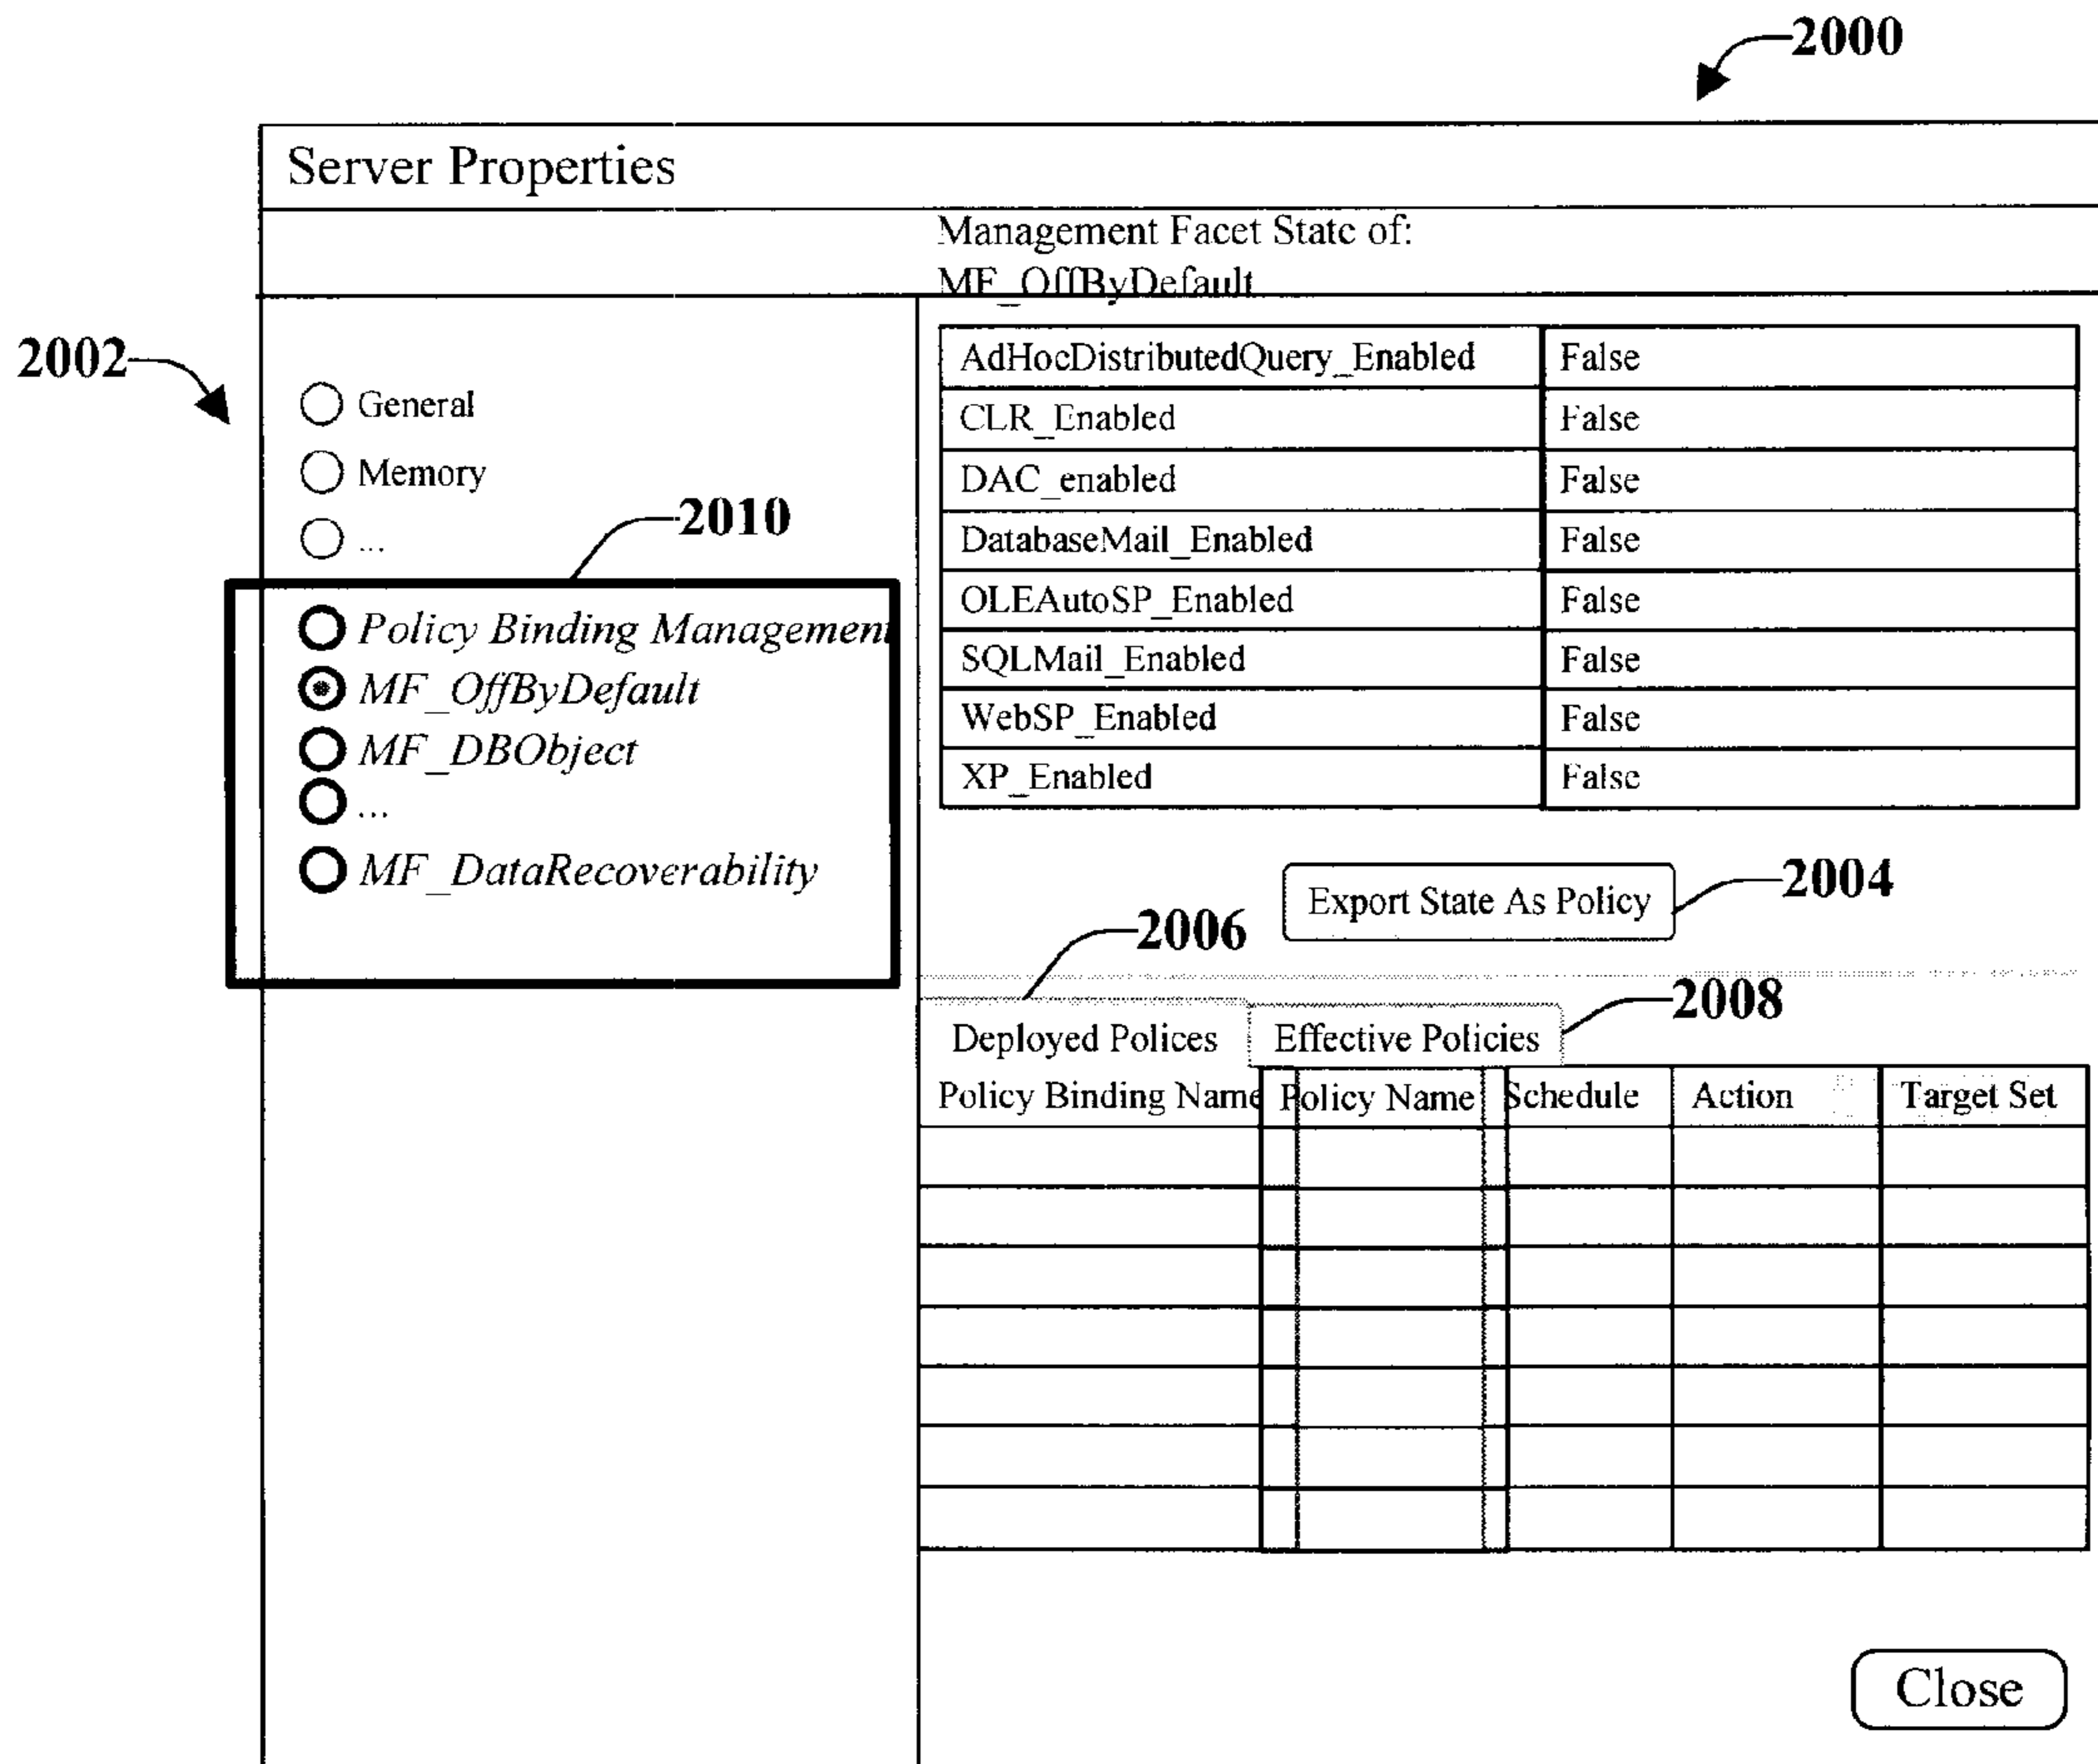 2000
Server Properties
Management Facet State of:
MF_OffByDefault
2002
General
Memory
...
2010
Policy Binding Management
MF_OffByDefault
MF_DBObject
...
MF_DataRecoverability
AdHocDistributedQuery_Enabled False
CLR_Enabled False
DAC_enabled False
DatabaseMail_Enabled False
OLEAutoSP_Enabled False
SQLMail_Enabled False
WebSP_Enabled False
XP_Enabled False
Export State As Policy
2004
2006
2008
Deployed Polices Effective Policies
Policy Binding Name Policy Name Schedule Action Target Set
Close